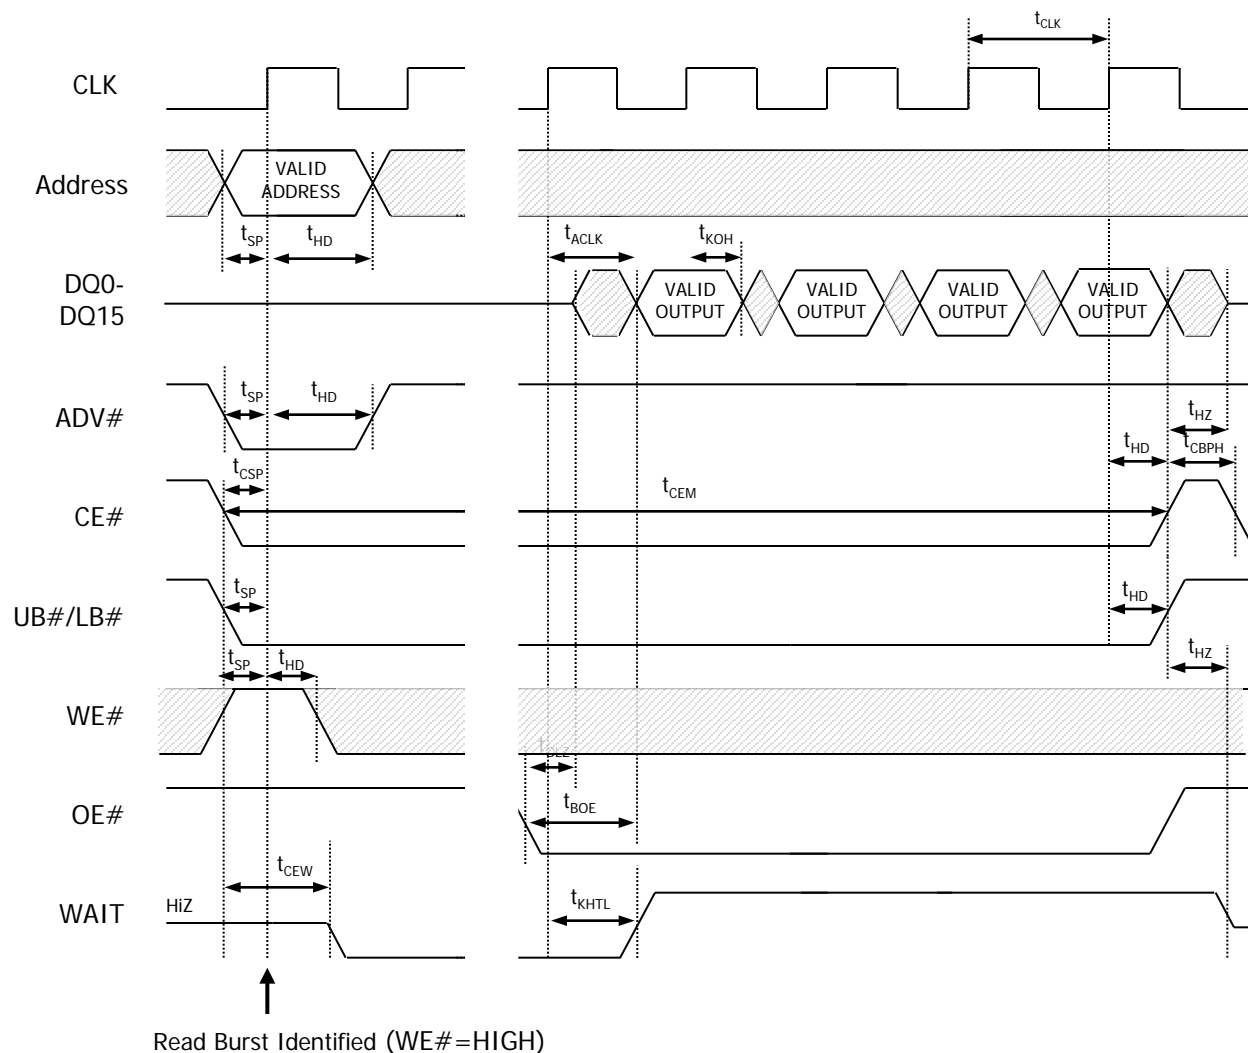 tCLK
CLK
Address
VALID
ADDRESS
tSP
tHD
tACLK
tKOH
DQ0-
DQ15
VALID
OUTPUT
VALID
OUTPUT
VALID
OUTPUT
VALID
OUTPUT
ADV#
tSP
tHD
tHZ
tHD
tCBPH
tCSP
tCEM
CE#
UB#/LB#
tSP
tHD
tHZ
tSP
tHD
WE#
tBOE
OE#
tCEW
WAIT
HiZ
tKHTL
Read Burst Identified (WE#=HIGH)